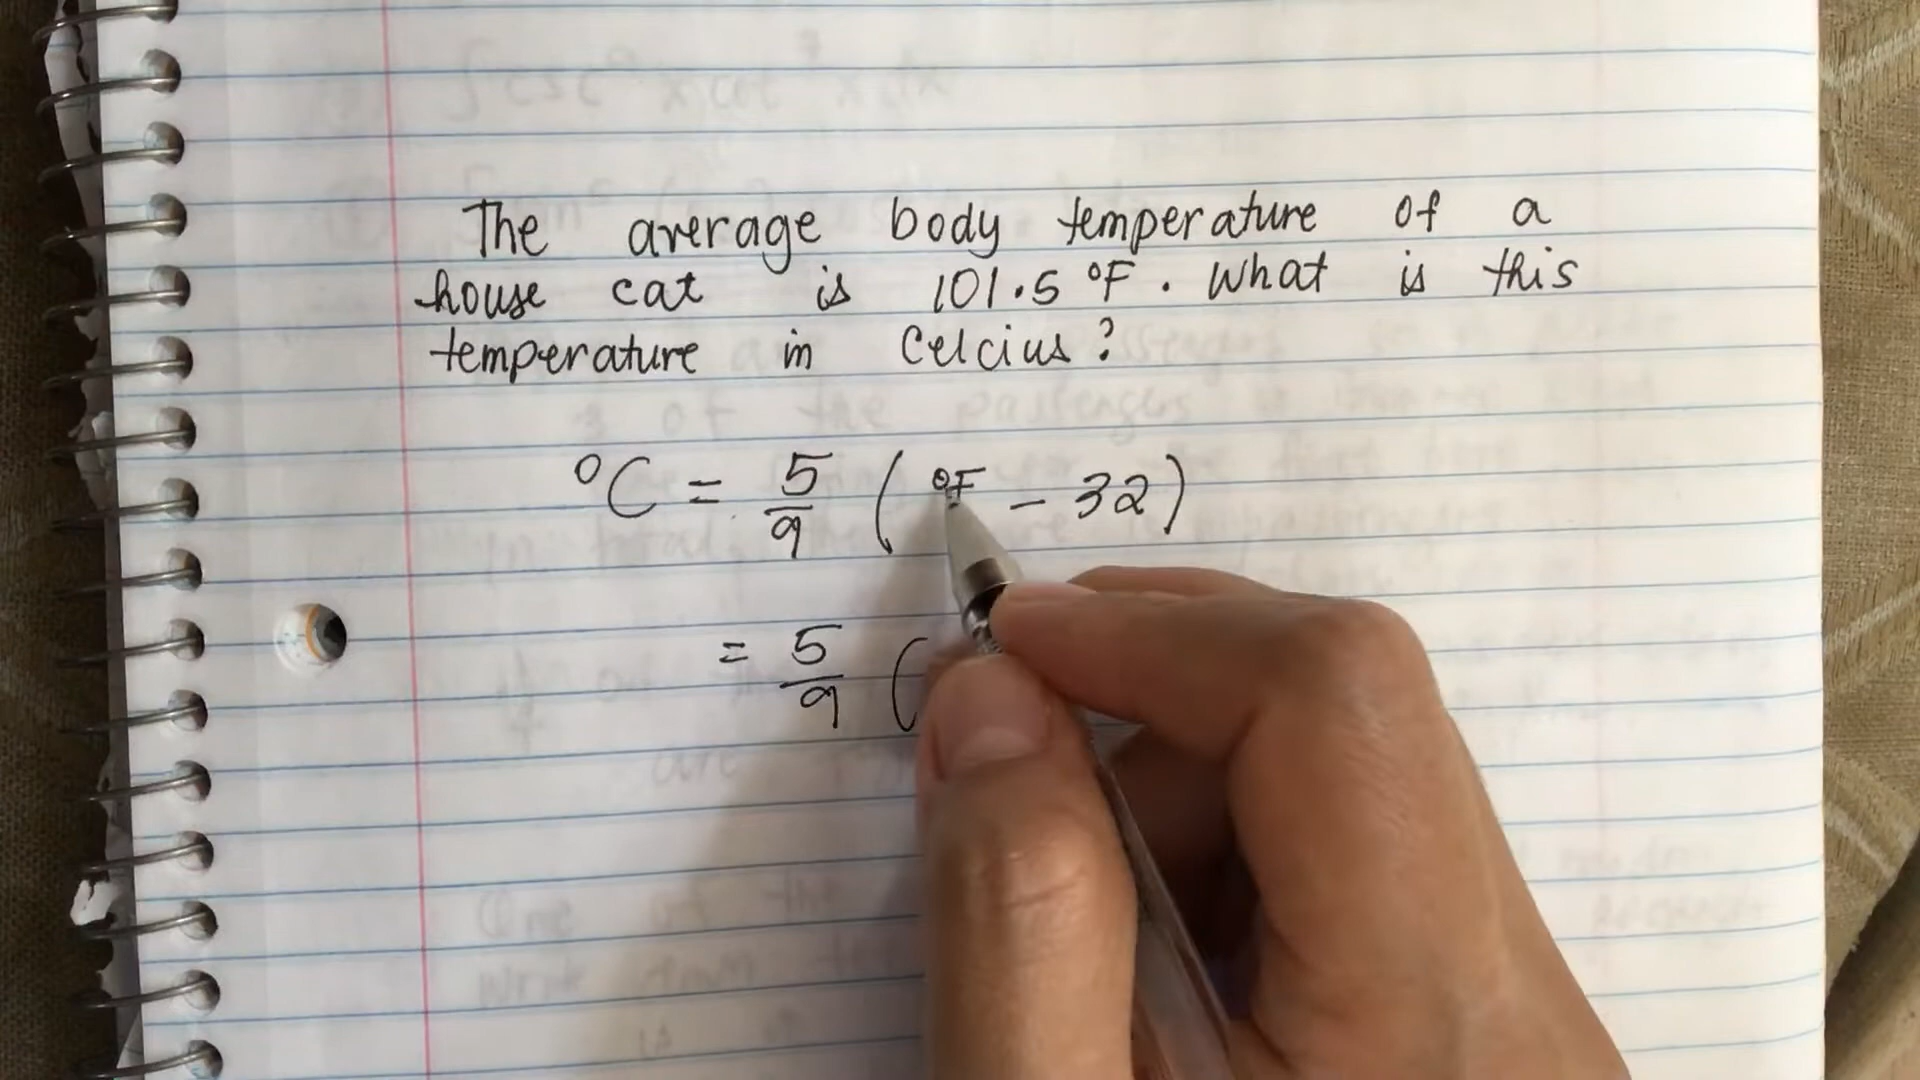 The average body temperature of a
house cat is 101.5 °F. What is this
temperature in Celcius?
°C = 5/9 (°F - 32)
= 5/9 (